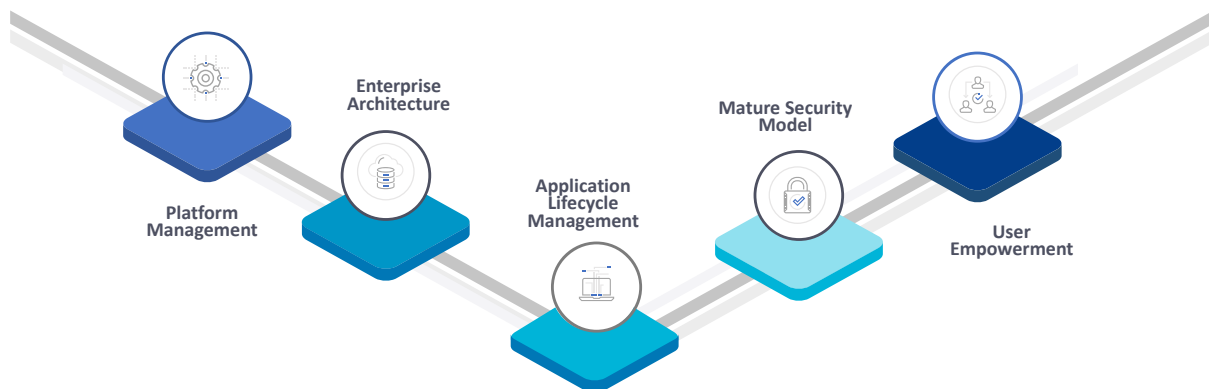 Platform
Management
Enterprise
Architecture
Application
Lifecycle
Management
Mature Security
Model
User
Empowerment